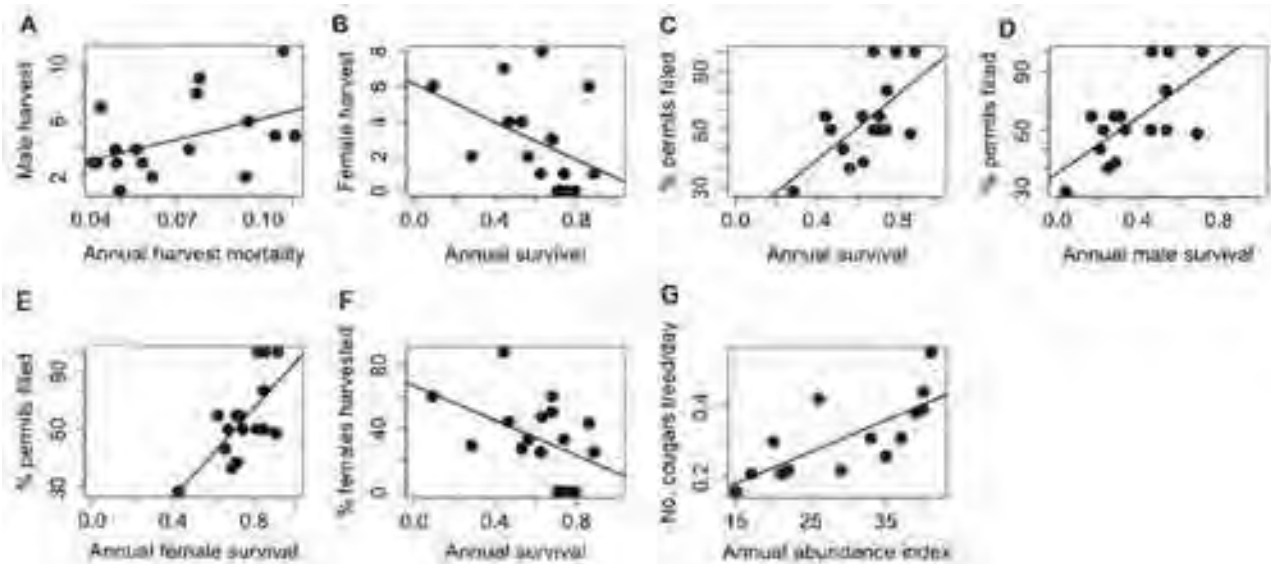 A
Male harvest
10
6
2
0.04 0.07 0.10
Annual harvest mortality
B
Female harvest
8
6
4
2
0
0.0 0.4 0.8
Annual survival
C
% permits filled
90
60
30
0.0 0.4 0.8
Annual survival
D
% permits filled
90
60
30
0.0 0.4 0.8
Annual male survival
E
% permits filled
90
60
30
0.0 0.4 0.8
Annual female survival
F
% females harvested
80
40
0
0.0 0.4 0.8
Annual survival
G
No. cougars treed/day
0.4
0.2
15 25 35
Annual abundance index